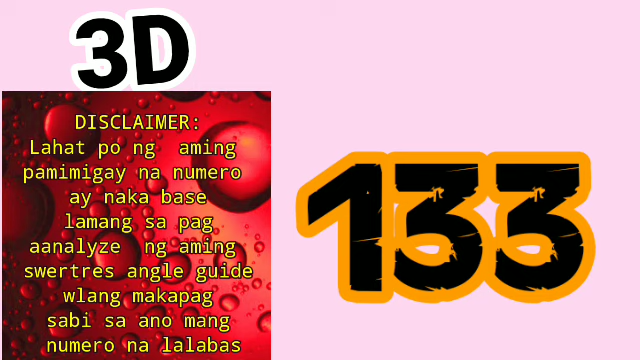 3D
DISCLAIMER:
Lahat po ng aming
pamimigay na numero
ay naka base
lamang sa pag
aanalyze ng aming
swertres angle guide
wlang makapag
sabi sa ano mang
numero na lalabas
133